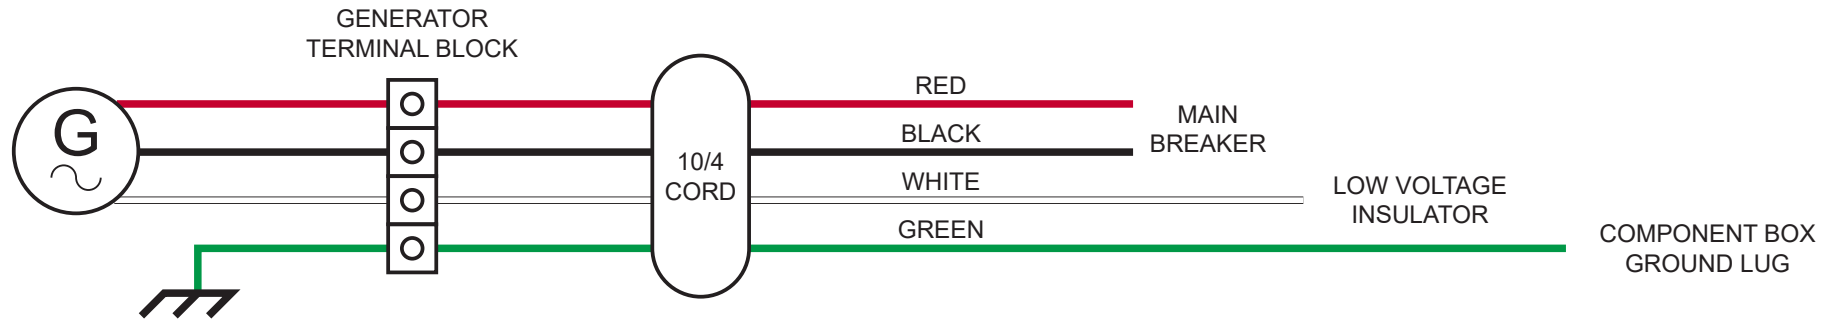 GENERATOR
TERMINAL BLOCK
G
10/4
CORD
RED
BLACK
WHITE
GREEN
MAIN
BREAKER
LOW VOLTAGE
INSULATOR
COMPONENT BOX
GROUND LUG